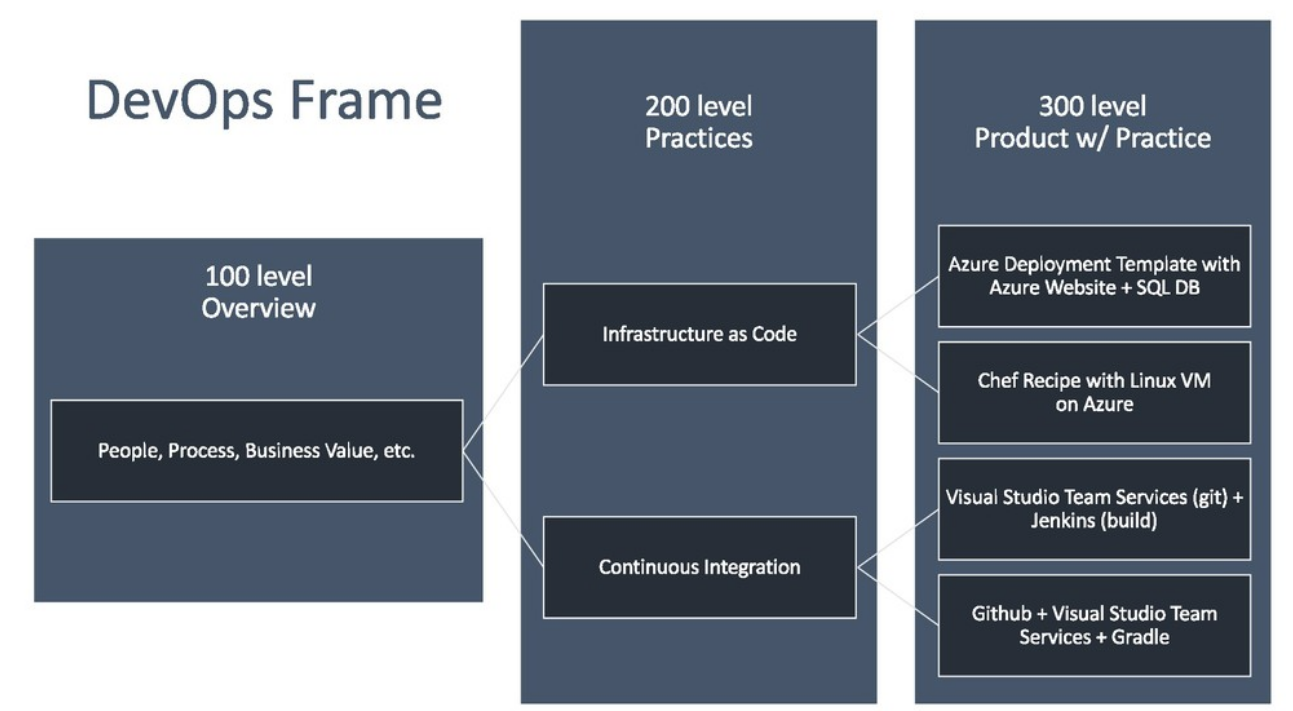 DevOps Frame
100 level
Overview
People, Process, Business Value, etc.
200 level
Practices
Infrastructure as Code
Continuous Integration
300 level
Product w/ Practice
Azure Deployment Template with
Azure Website + SQL DB
Chef Recipe with Linux VM
on Azure
Visual Studio Team Services (git) +
Jenkins (build)
Github + Visual Studio Team
Services + Gradle